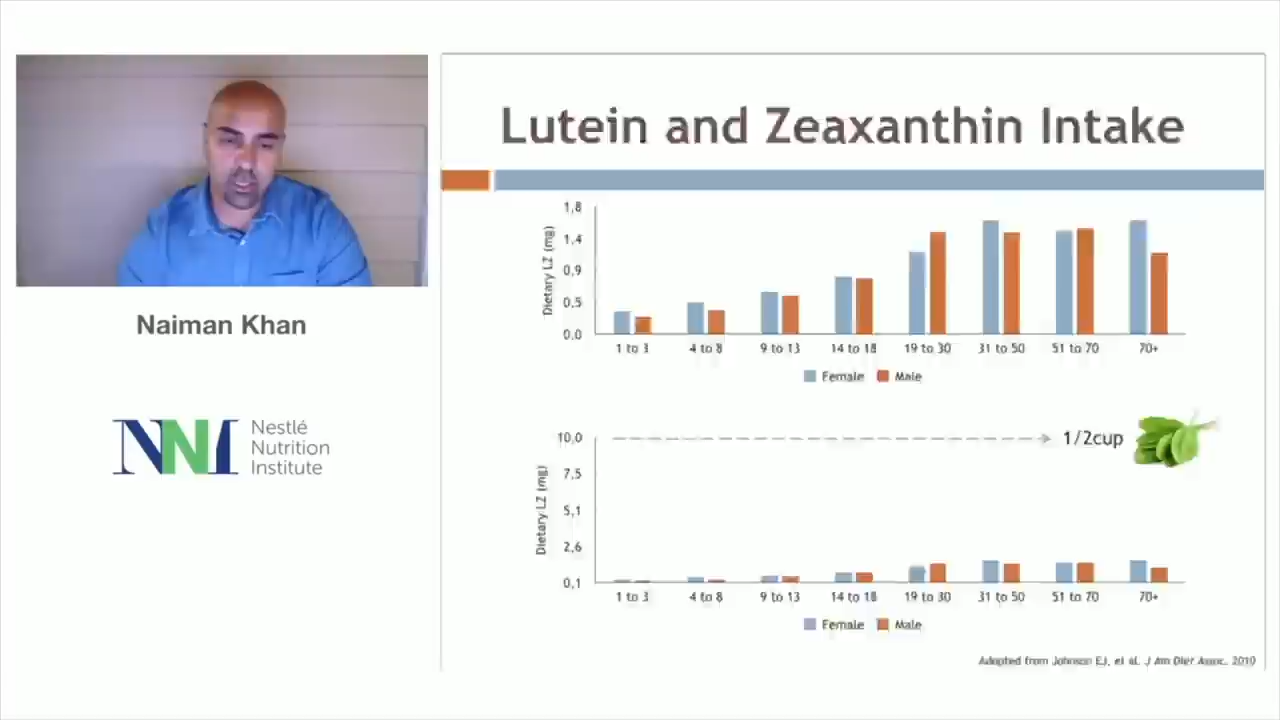 Naiman Khan
NNI
Nestlé
Nutrition
Institute
Lutein and Zeaxanthin Intake
Dietary LZ (mg)
1,8
1,4
0,9
0,5
0,0
1 to 3 4 to 8 9 to 13 14 to 18 19 to 30 31 to 50 51 to 70 70+
Female Male
Dietary LZ (mg)
10,0
7,5
5,1
2,6
0,1
1/2cup
1 to 3 4 to 8 9 to 13 14 to 18 19 to 30 31 to 50 51 to 70 70+
Female Male
Adapted from Johnson EJ, et al. J Am Diet Assoc. 2010